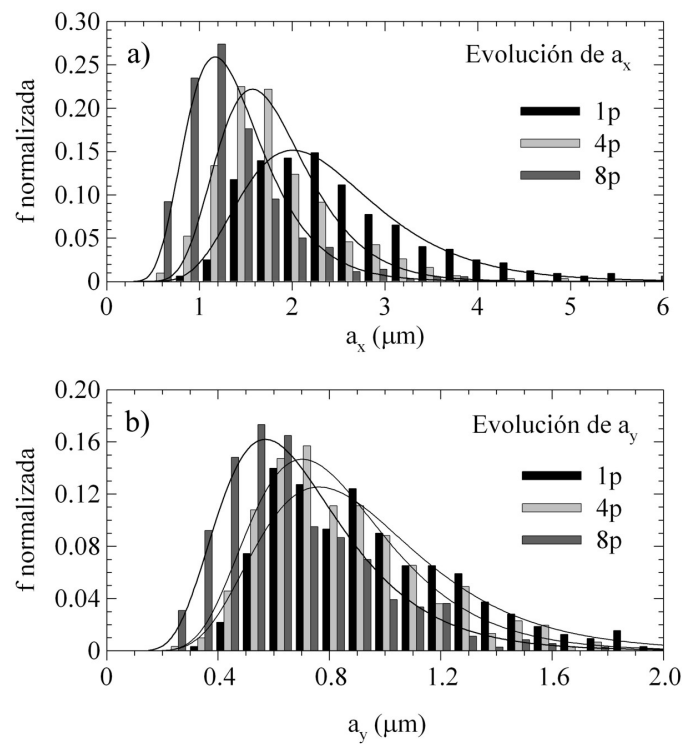 a)
Evolución de aₓ
1p
4p
8p
f normalizada
0.30
0.25
0.20
0.15
0.10
0.05
0
0 1 2 3 4 5 6
aₓ (μm)
b)
Evolución de a_y
1p
4p
8p
f normalizada
0.20
0.16
0.12
0.08
0.04
0
0 0.4 0.8 1.2 1.6 2.0
a_y (μm)